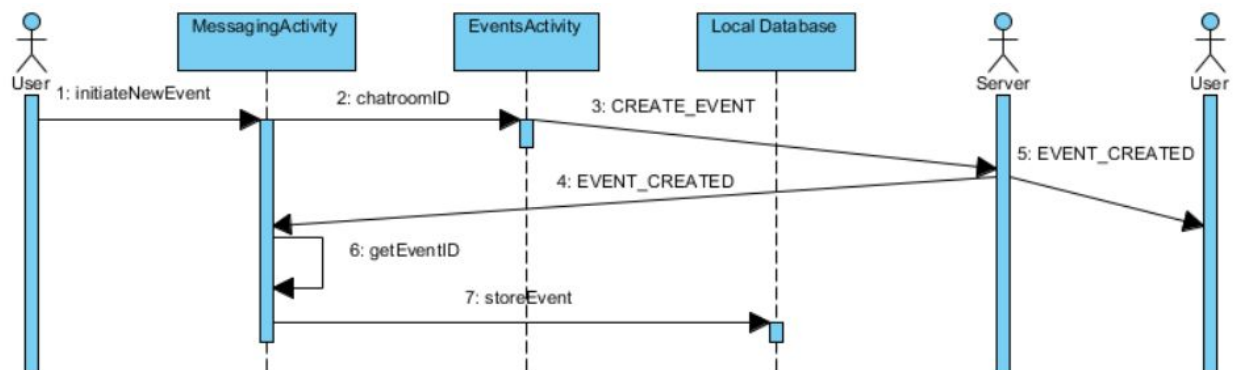 MessagingActivity
EventsActivity
Local Database
User
Server
User
1: initiateNewEvent
2: chatroomID
3: CREATE_EVENT
5: EVENT_CREATED
4: EVENT_CREATED
6: getEventID
7: storeEvent